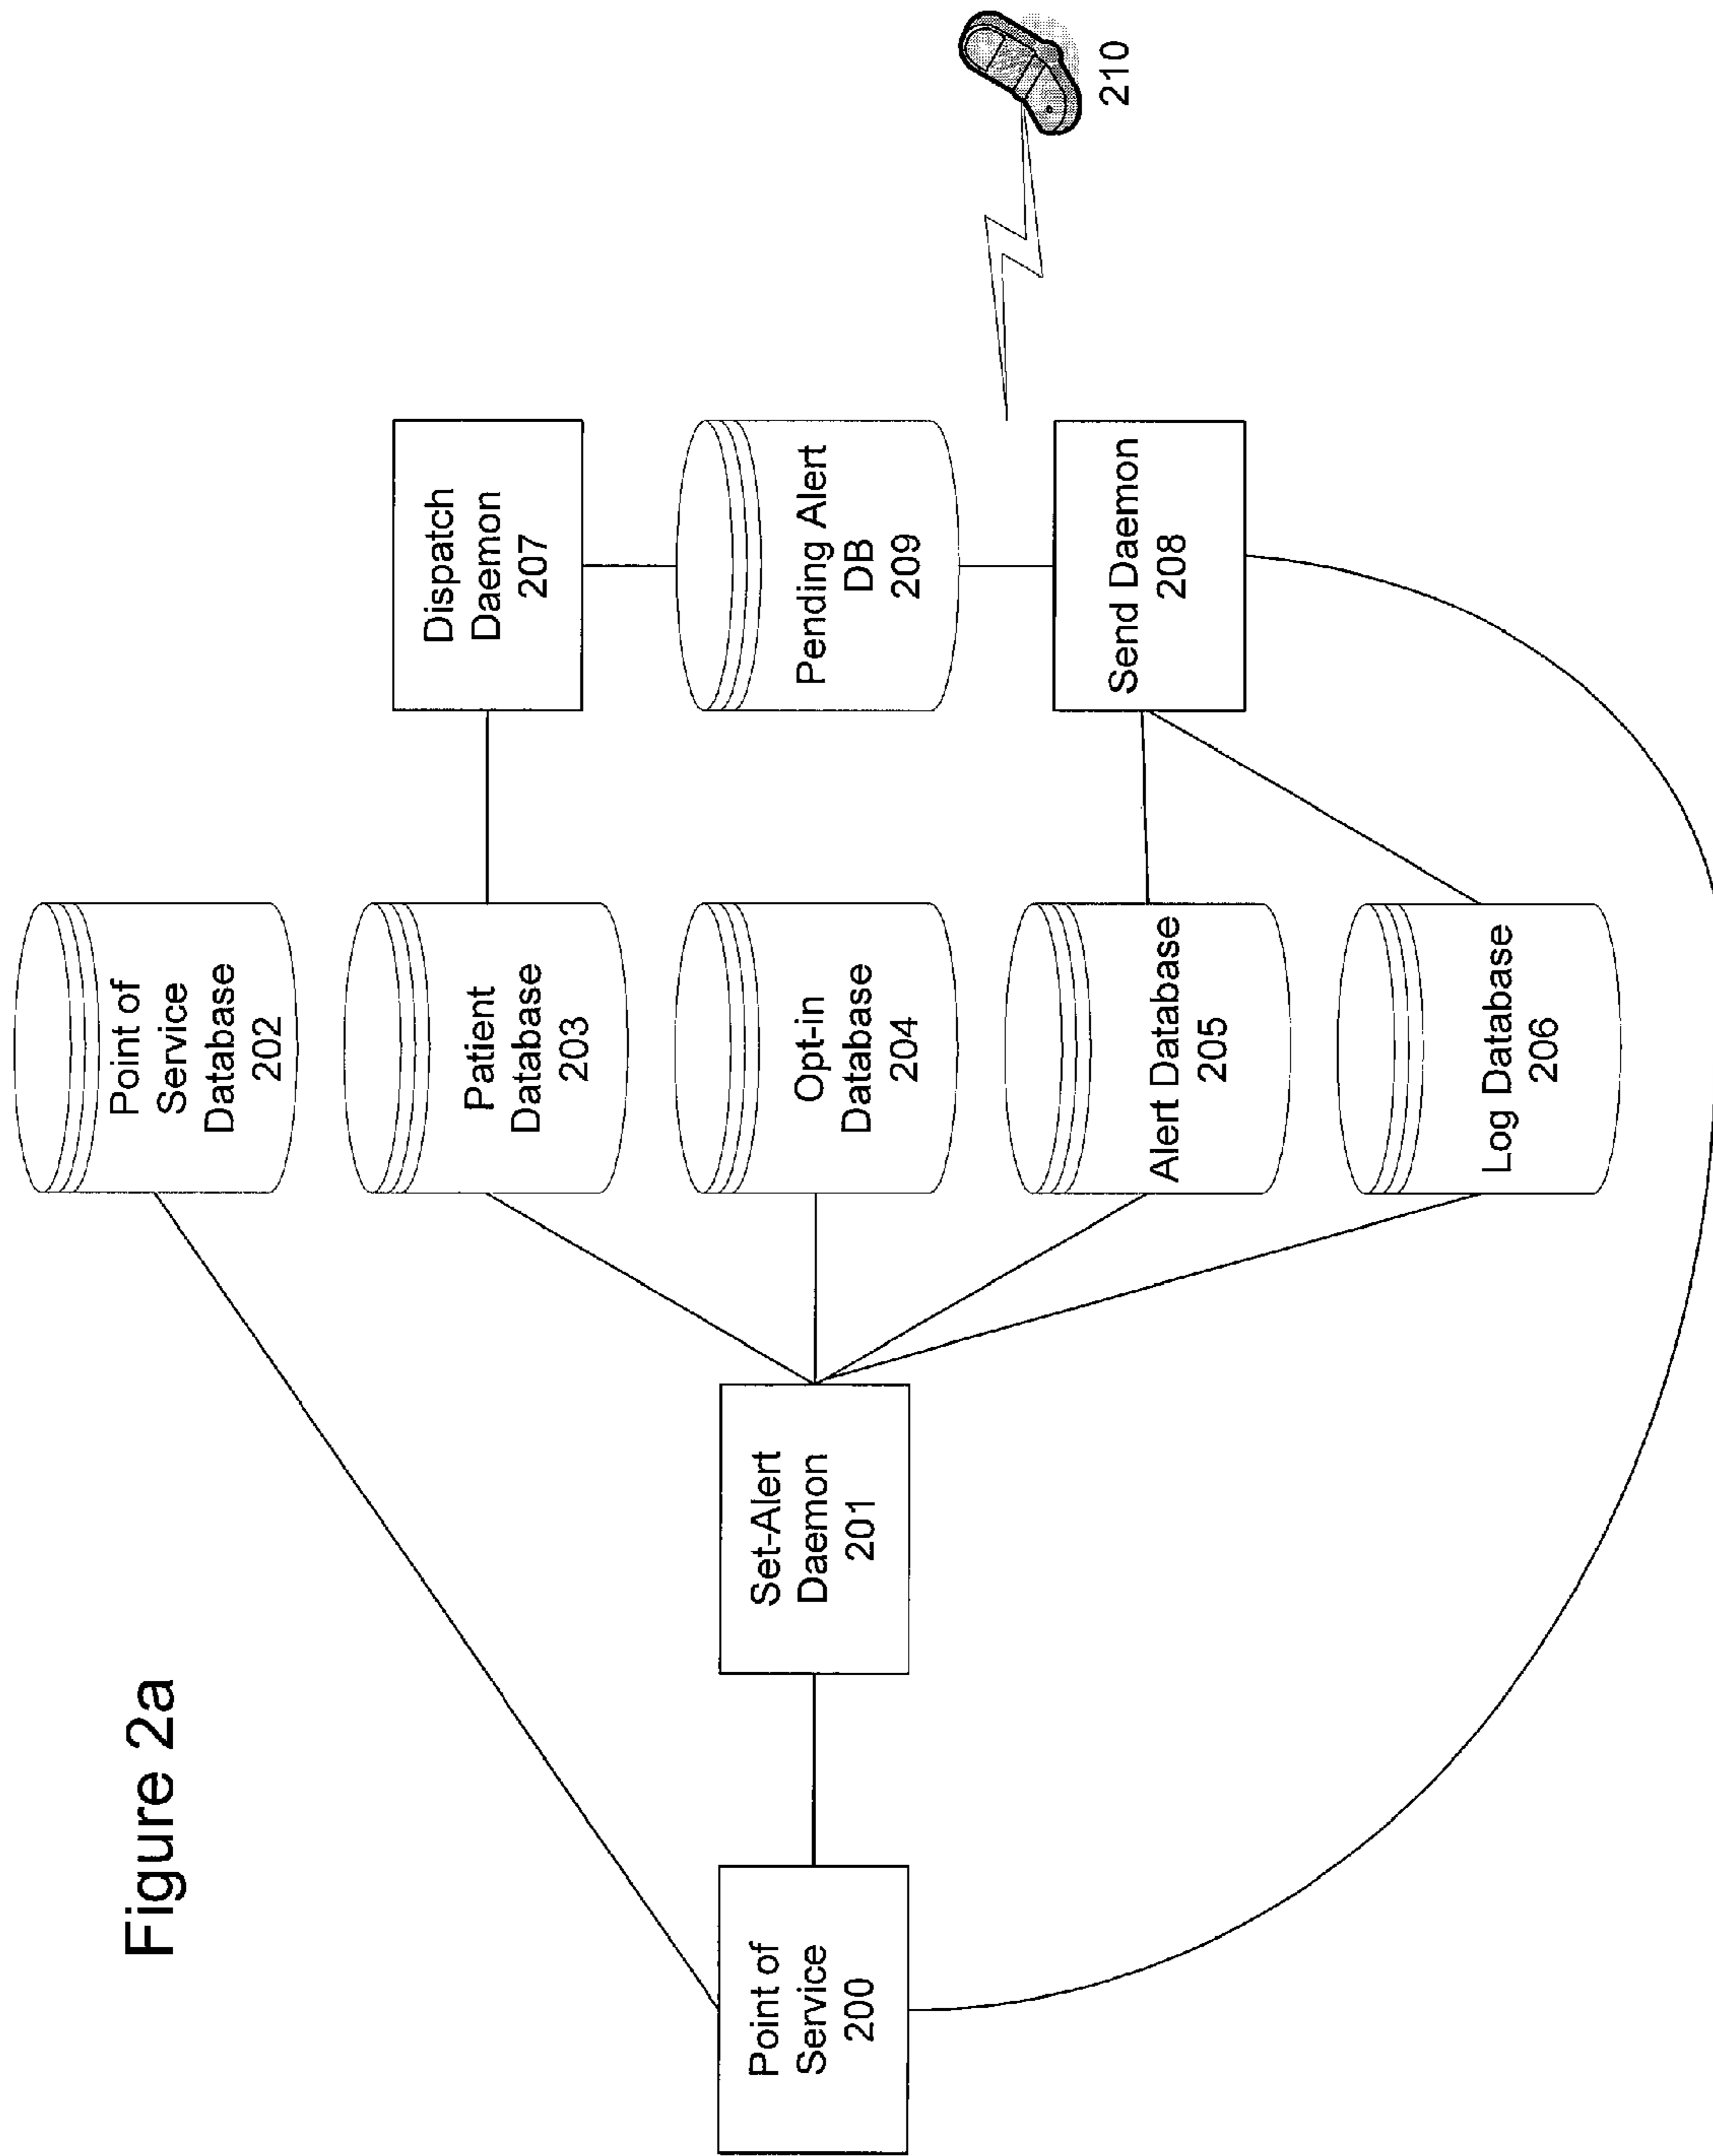 Figure 2a
Point of
Service
Database
202
Patient
Database
203
Dispatch
Daemon
207
Point of
Service
200
Set-Alert
Daemon
201
Opt-in
Database
204
Pending Alert
DB
209
Alert Database
205
Send Daemon
208
210
Log Database
206